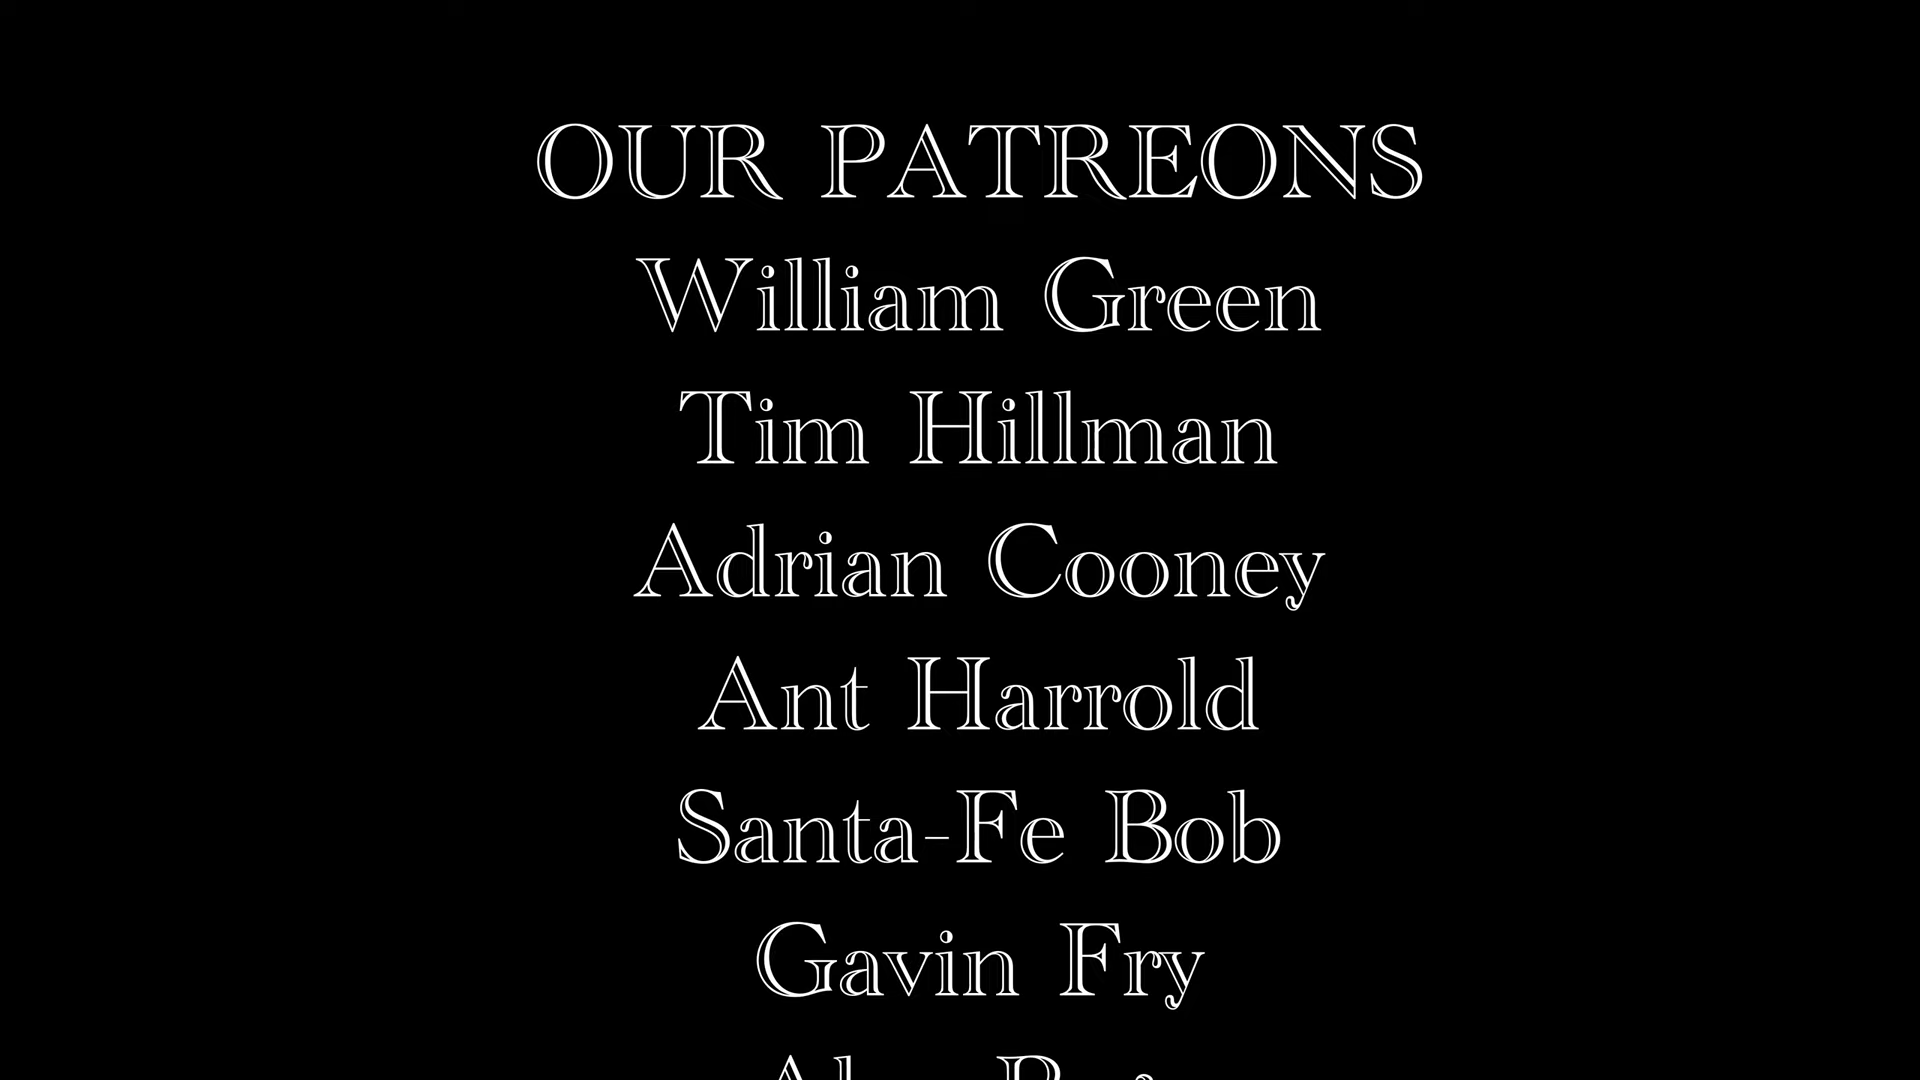 OUR PATREONS
William Green
Tim Hillman
Adrian Cooney
Ant Harrold
Santa-Fe Bob
Gavin Fry